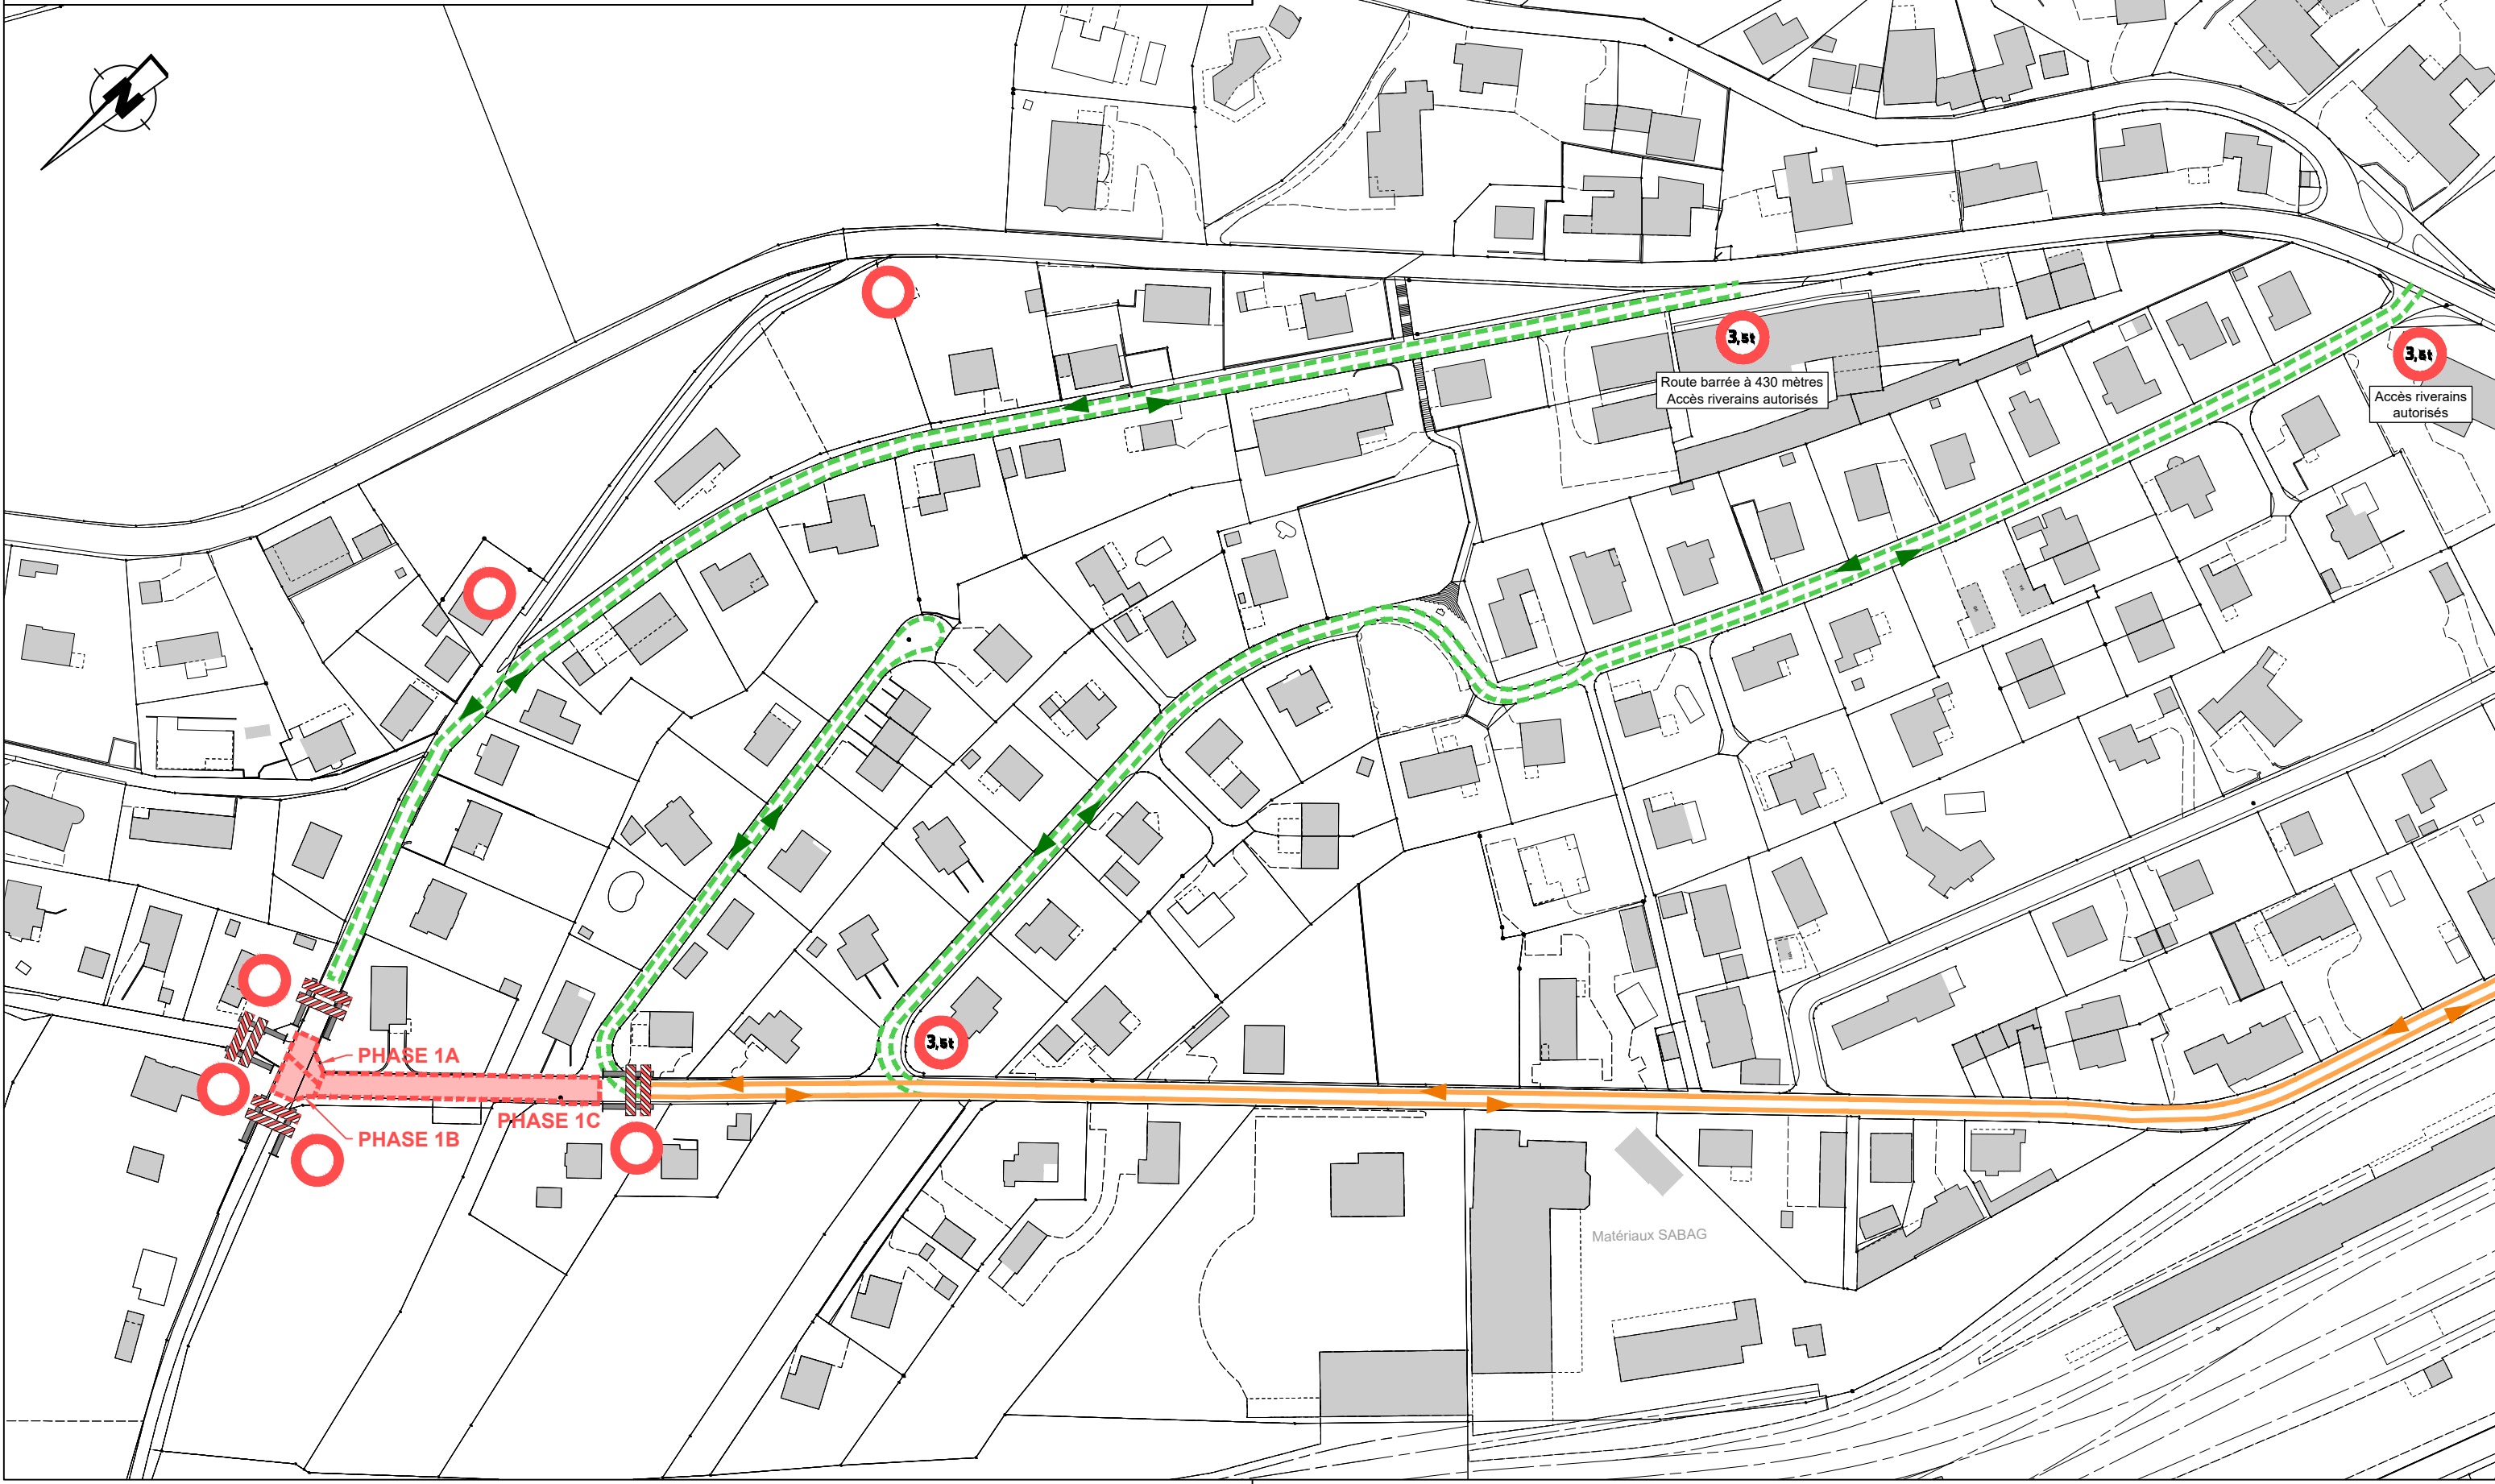 N
3,5t
Route barrée à 430 mètres
Accès riverains autorisés
3,5t
Accès riverains
autorisés
3,5t
PHASE 1A
PHASE 1C
PHASE 1B
Matériaux SABAG